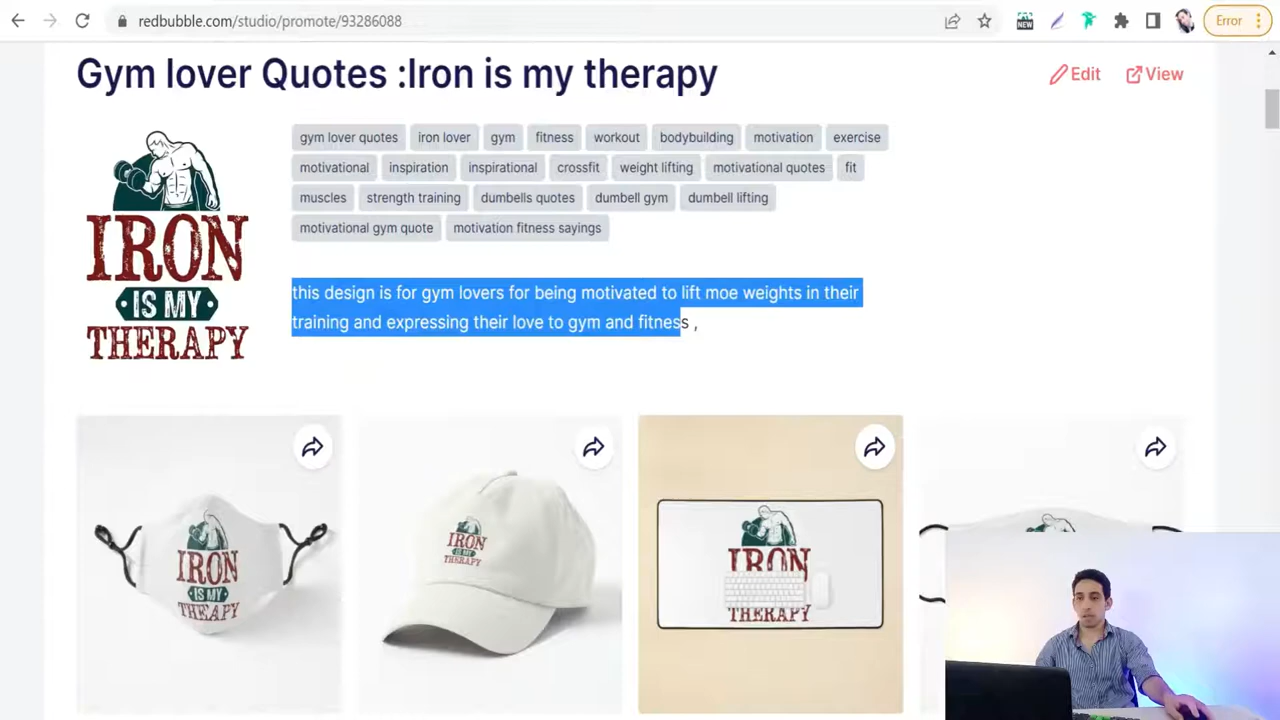 redbubble.com/studio/promote/93286088
NEW
Error
Gym lover Quotes :Iron is my therapy
Edit
View
gym lover quotes
iron lover
gym
fitness
workout
bodybuilding
motivation
exercise
motivational
inspiration
inspirational
crossfit
weight lifting
motivational quotes
fit
muscles
strength training
dumbells quotes
dumbell gym
dumbell lifting
motivational gym quote
motivation fitness sayings
IRON
IS MY
THERAPY
this design is for gym lovers for being motivated to lift moe weights in their
training and expressing their love to gym and fitness ,
IRON
IS MY
THERAPY
IRON
IS MY
THERAPY
IRON
THERAPY